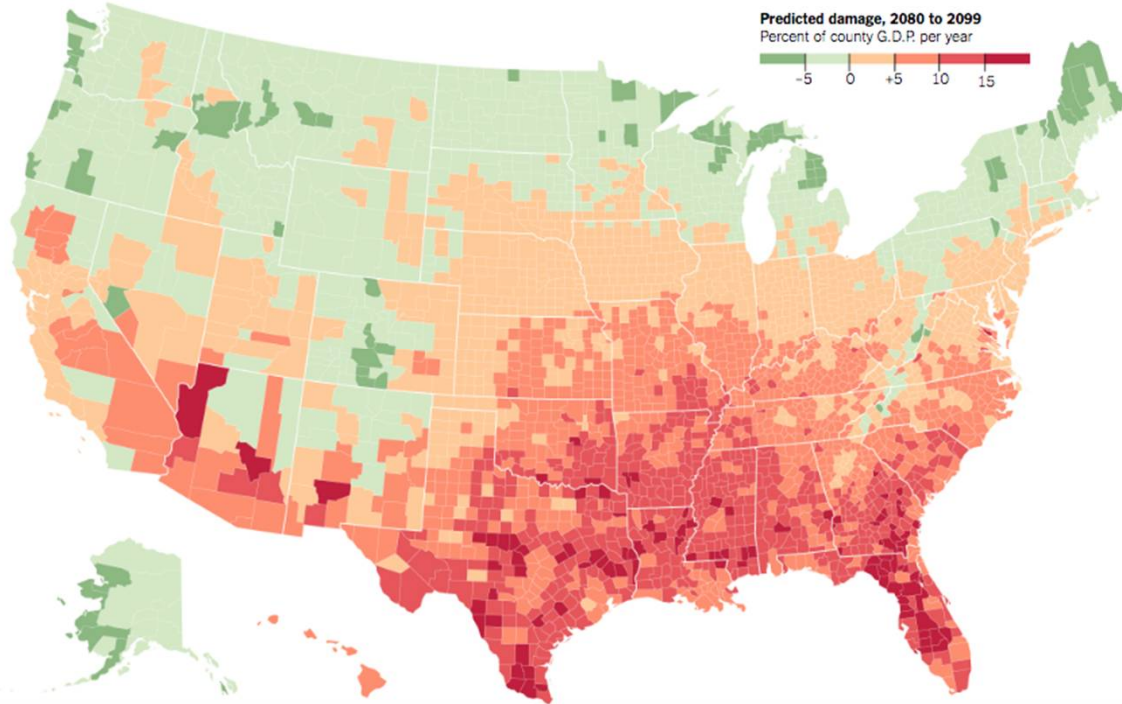 Predicted damage, 2080 to 2099
Percent of county G.D.P. per year
−5 0 +5 10 15